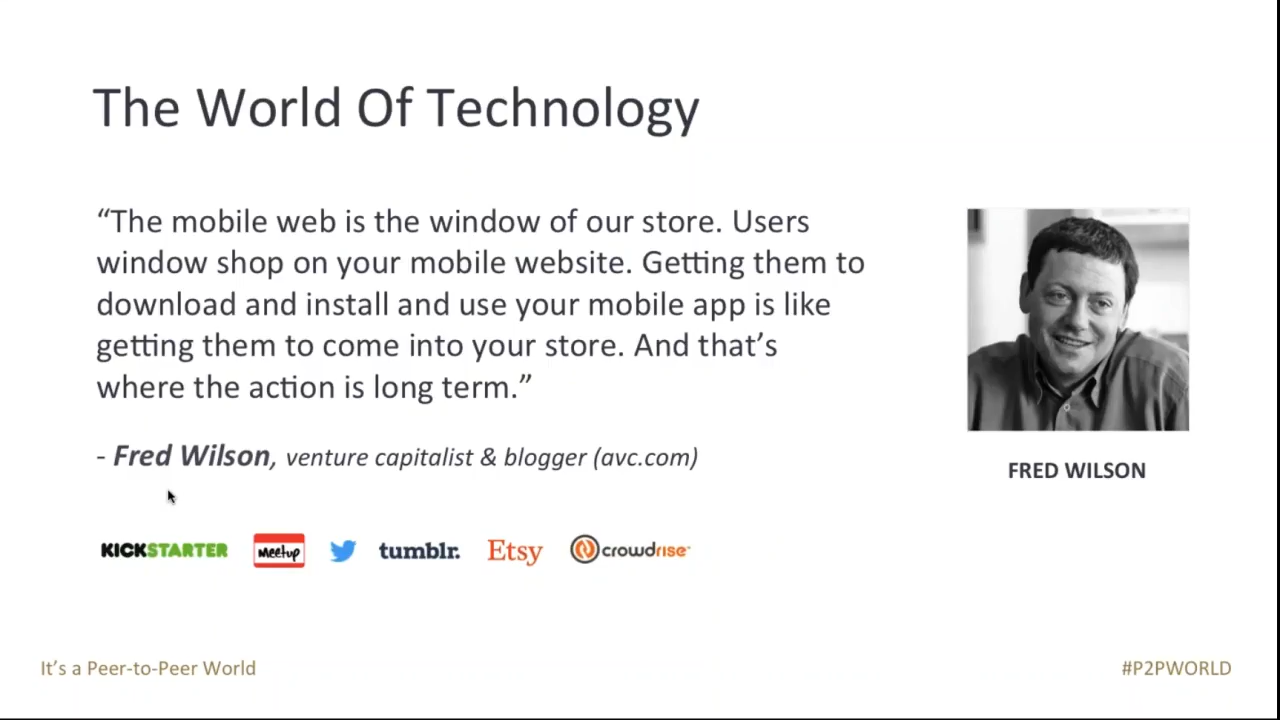 The World Of Technology
“The mobile web is the window of our store. Users
window shop on your mobile website. Getting them to
download and install and use your mobile app is like
getting them to come into your store. And that’s
where the action is long term.”
- Fred Wilson, venture capitalist & blogger (avc.com)
FRED WILSON
KICKSTARTER Meetup tumblr. Etsy crowdrise
It’s a Peer-to-Peer World
#P2PWORLD